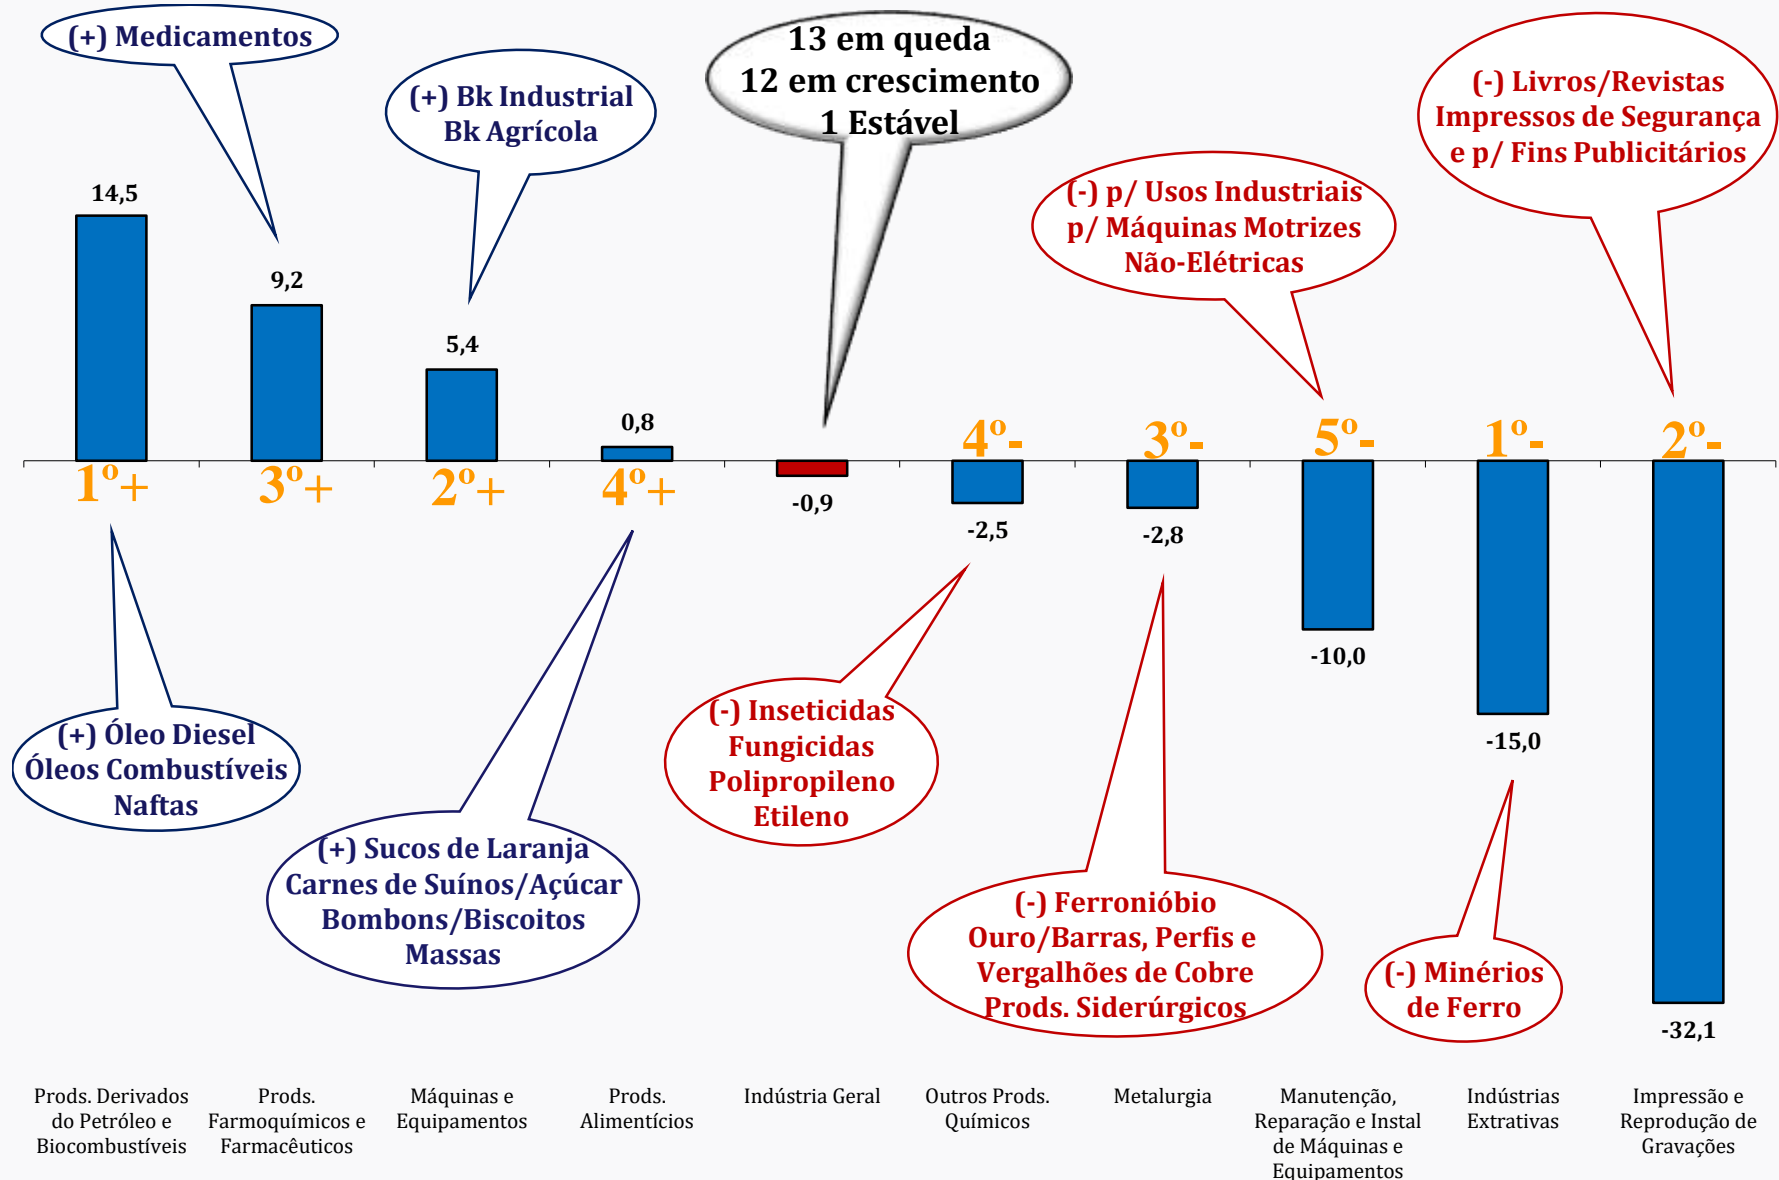 (+) Medicamentos
(+) Bk Industrial
Bk Agrícola
13 em queda
12 em crescimento
1 Estável
(-) p/ Usos Industriais
p/ Máquinas Motrizes
Não-Elétricas
(-) Livros/Revistas
Impressos de Segurança
e p/ Fins Publicitários
14,5
9,2
5,4
0,8
-0,9
-2,5
-2,8
-10,0
-15,0
-32,1
1º+
3º+
2º+
4º+
4º-
3º-
5º-
1º-
2º-
(+) Óleo Diesel
Óleos Combustíveis
Naftas
(+) Sucos de Laranja
Carnes de Suínos/Açúcar
Bombons/Biscoitos
Massas
(-) Inseticidas
Fungicidas
Polipropileno
Etileno
(-) Ferronióbio
Ouro/Barras, Perfis e
Vergalhões de Cobre
Prods. Siderúrgicos
(-) Minérios
de Ferro
Prods. Derivados
do Petróleo e
Biocombustíveis
Prods.
Farmoquímicos e
Farmacêuticos
Máquinas e
Equipamentos
Prods.
Alimentícios
Indústria Geral
Outros Prods.
Químicos
Metalurgia
Manutenção,
Reparação e Instal
de Máquinas e
Equipamentos
Indústrias
Extrativas
Impressão e
Reprodução de
Gravações